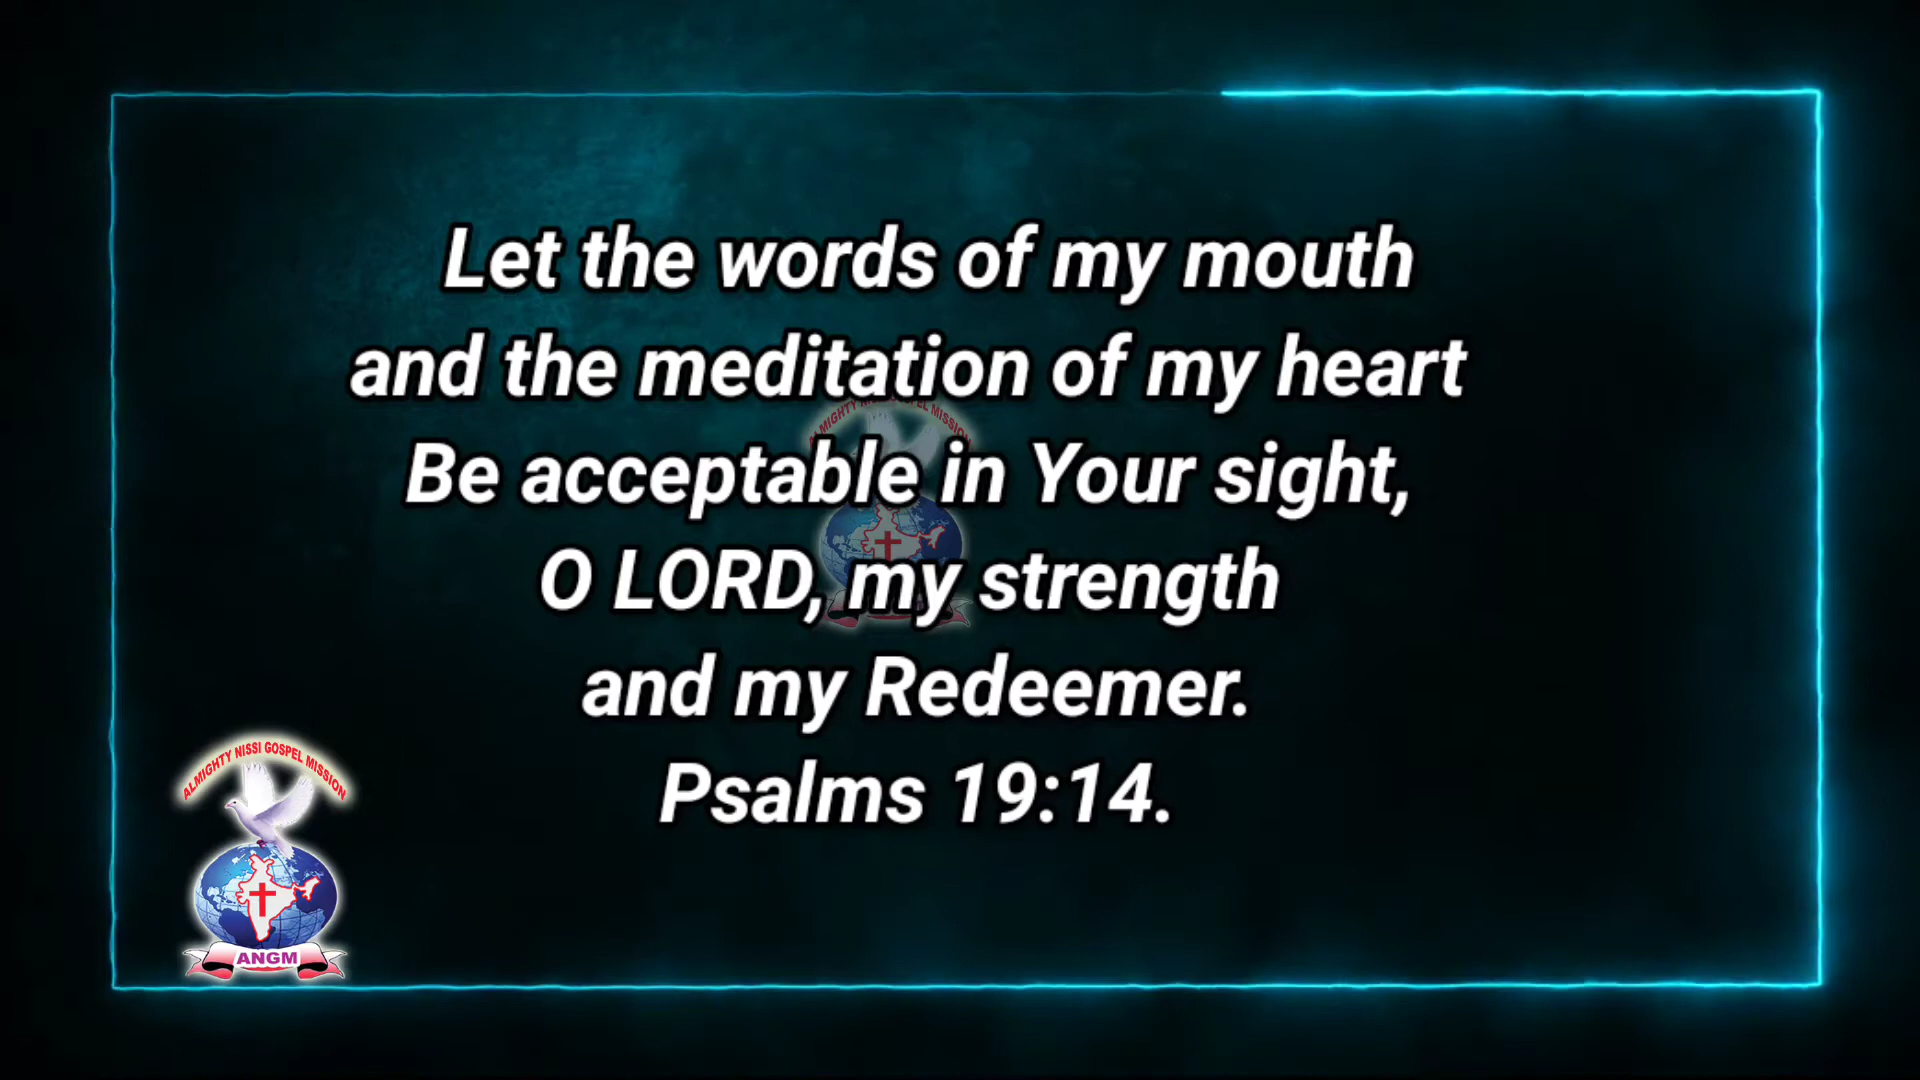 Let the words of my mouth
and the meditation of my heart
Be acceptable in Your sight,
O LORD, my strength
and my Redeemer.
Psalms 19:14.
ALMIGHTY NISSI GOSPEL MISSION
ANGM